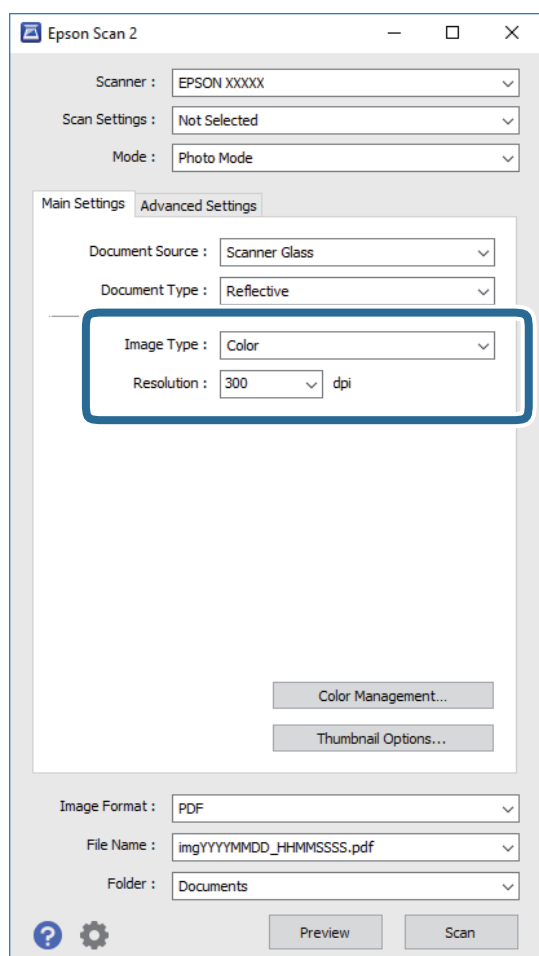 Epson Scan 2
Scanner : EPSON XXXXX
Scan Settings : Not Selected
Mode : Photo Mode
Main Settings Advanced Settings
Document Source : Scanner Glass
Document Type : Reflective
Image Type : Color
Resolution : 300 dpi
Color Management...
Thumbnail Options...
Image Format : PDF
File Name : imgYYYYMMDD_HHMMSSSS.pdf
Folder : Documents
? Preview Scan